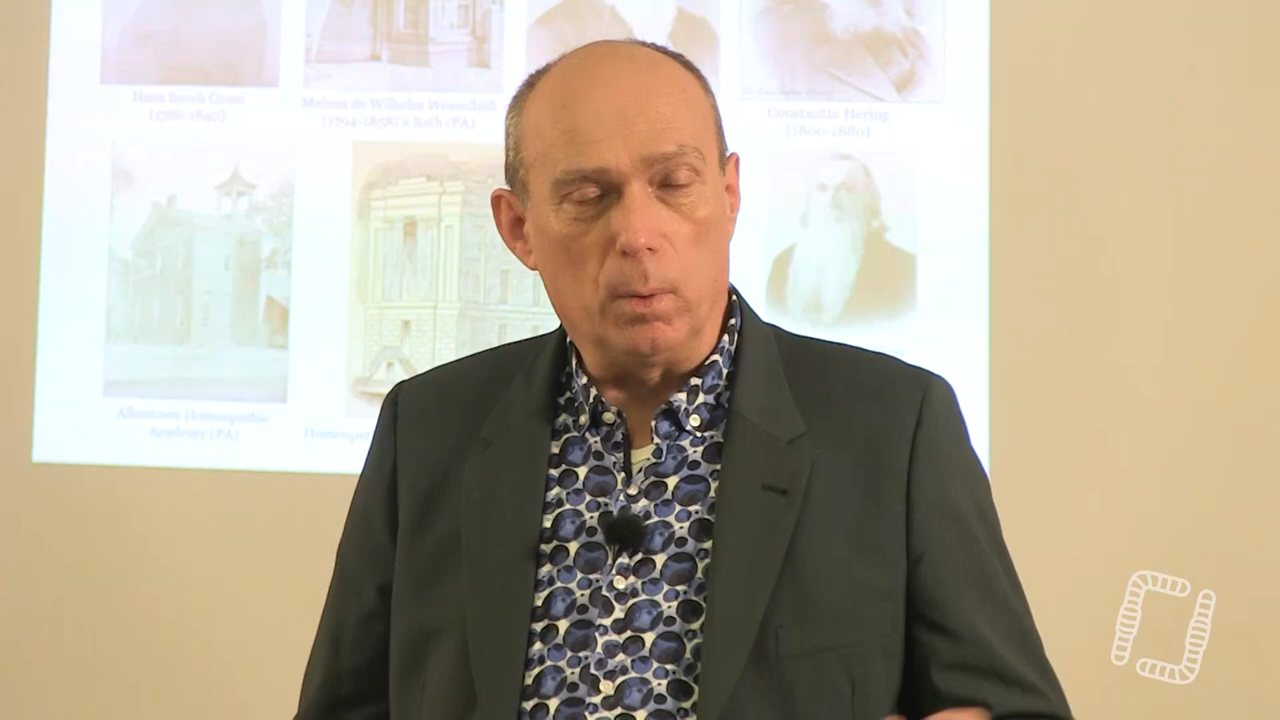 Hans Burch Gram
(1786-1840)
Maison de Wilhelm Wesselhöft
(1794-1858) à Bath (PA)
Constantin Hering
(1800-1880)
Allentown Homeopathic
Academy (PA)